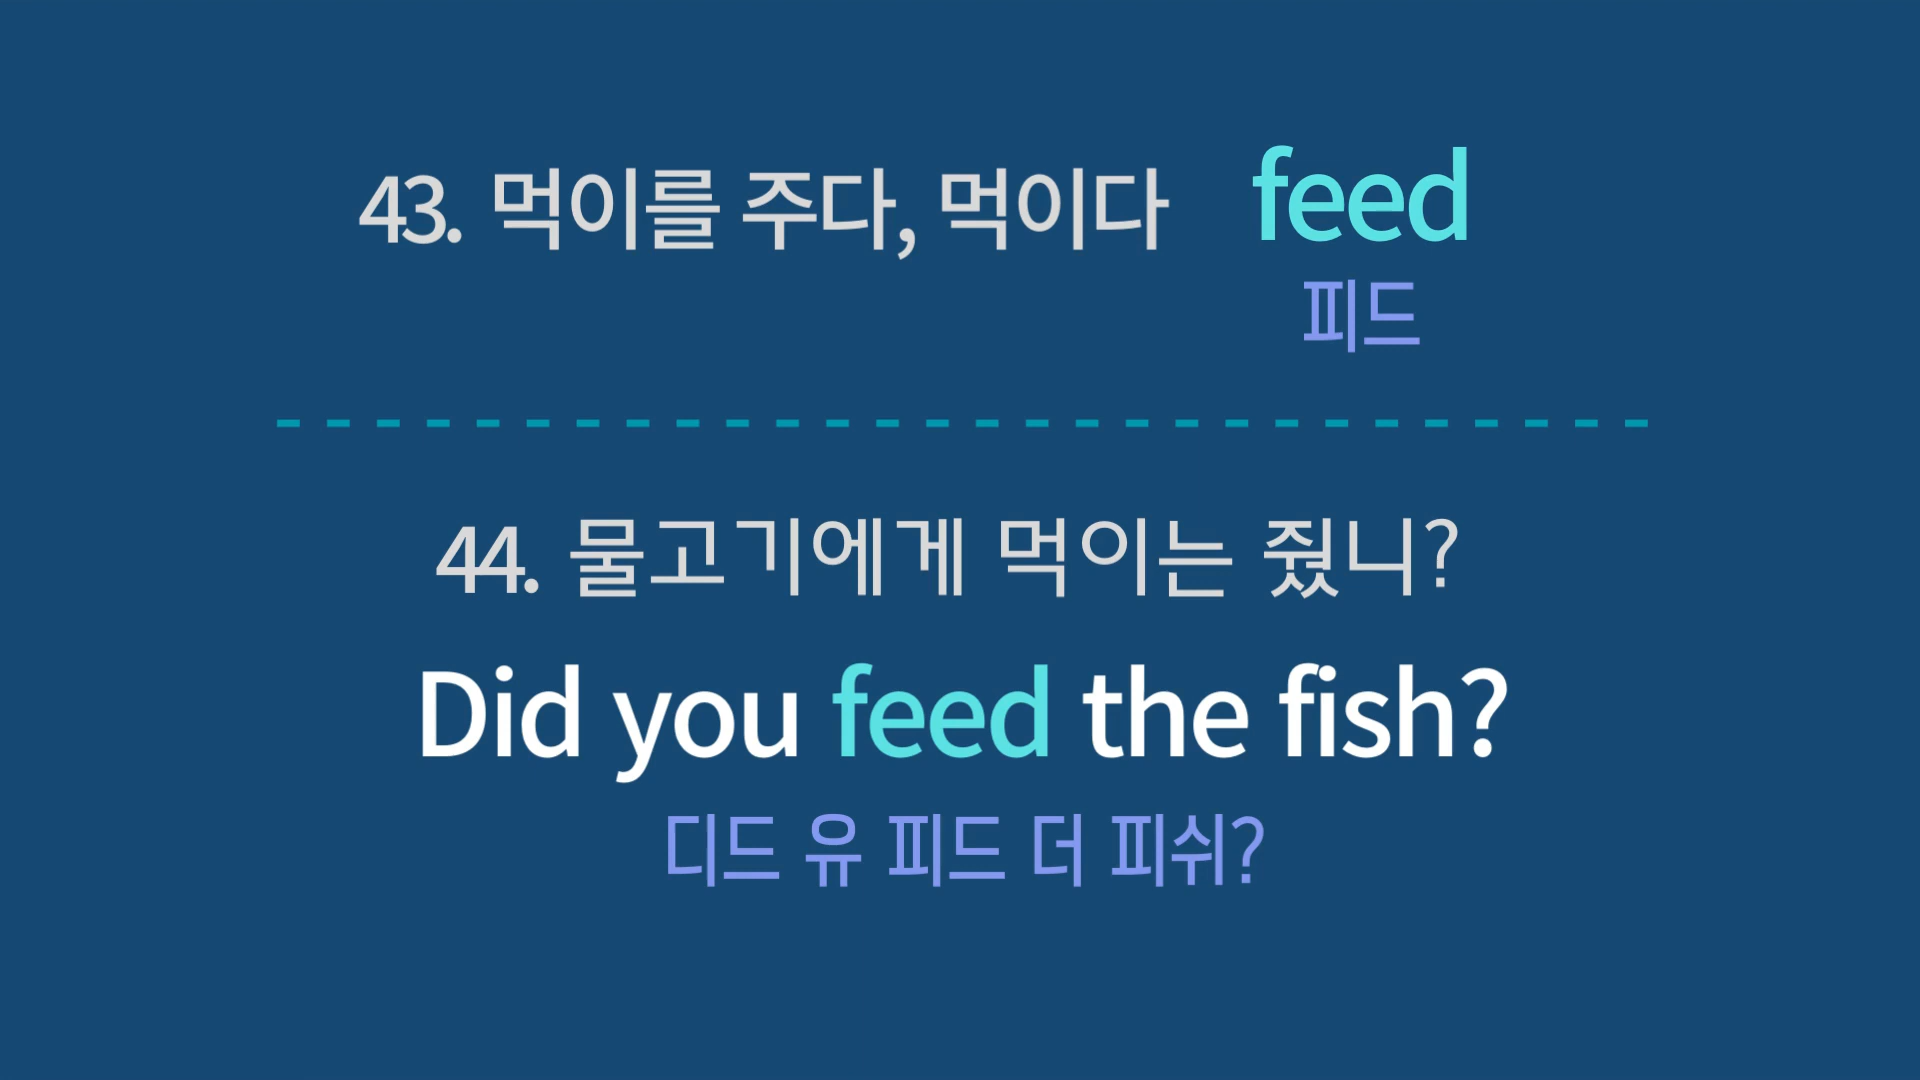 43. 먹이를 주다, 먹이다 feed
피드
44. 물고기에게 먹이는 줬니?
Did you feed the fish?
디드 유 피드 더 피쉬?